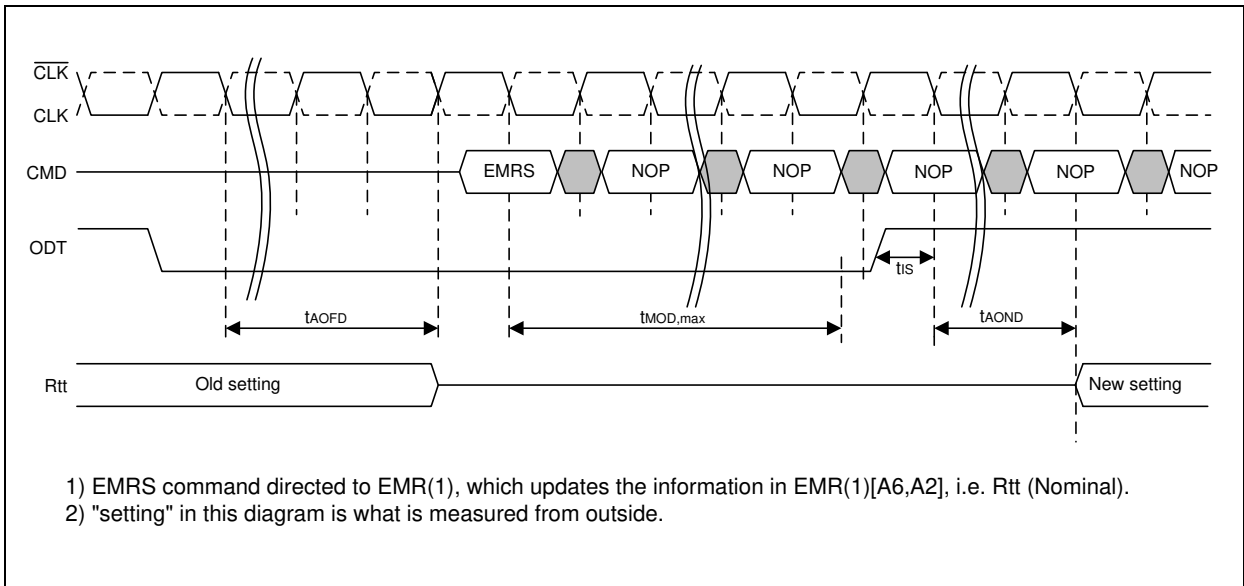 CLK
CLK
CMD
EMRS
NOP
NOP
NOP
NOP
NOP
ODT
tIS
tAOFD
tMOD,max
tAOND
Rtt
Old setting
New setting
1) EMRS command directed to EMR(1), which updates the information in EMR(1)[A6,A2], i.e. Rtt (Nominal).
2) "setting" in this diagram is what is measured from outside.